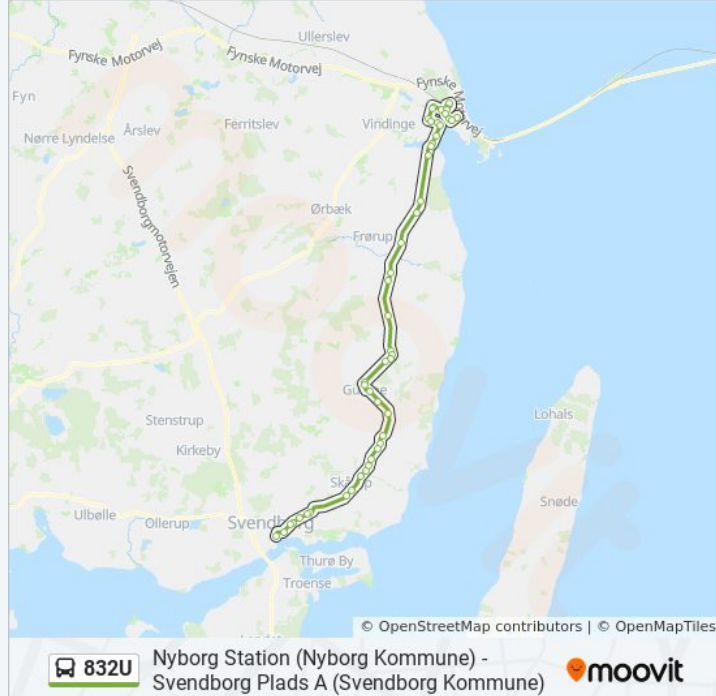 Ullerslev
Fynske Motorvej
Fynske Motorvej
Fynske Motorvej
Fyn
Vindinge
Årslev
Ferritslev
Nørre Lyndelse
Svendborgmotorvejen
Ørbæk
Frørup
Lohals
Stenstrup
Kirkeby
Snøde
Ulbølle
Ollerup
Svendborg
Thurø By
Troense
© OpenStreetMap contributors | © OpenMapTiles
832U
Nyborg Station (Nyborg Kommune) -
Svendborg Plads A (Svendborg Kommune)
moovit